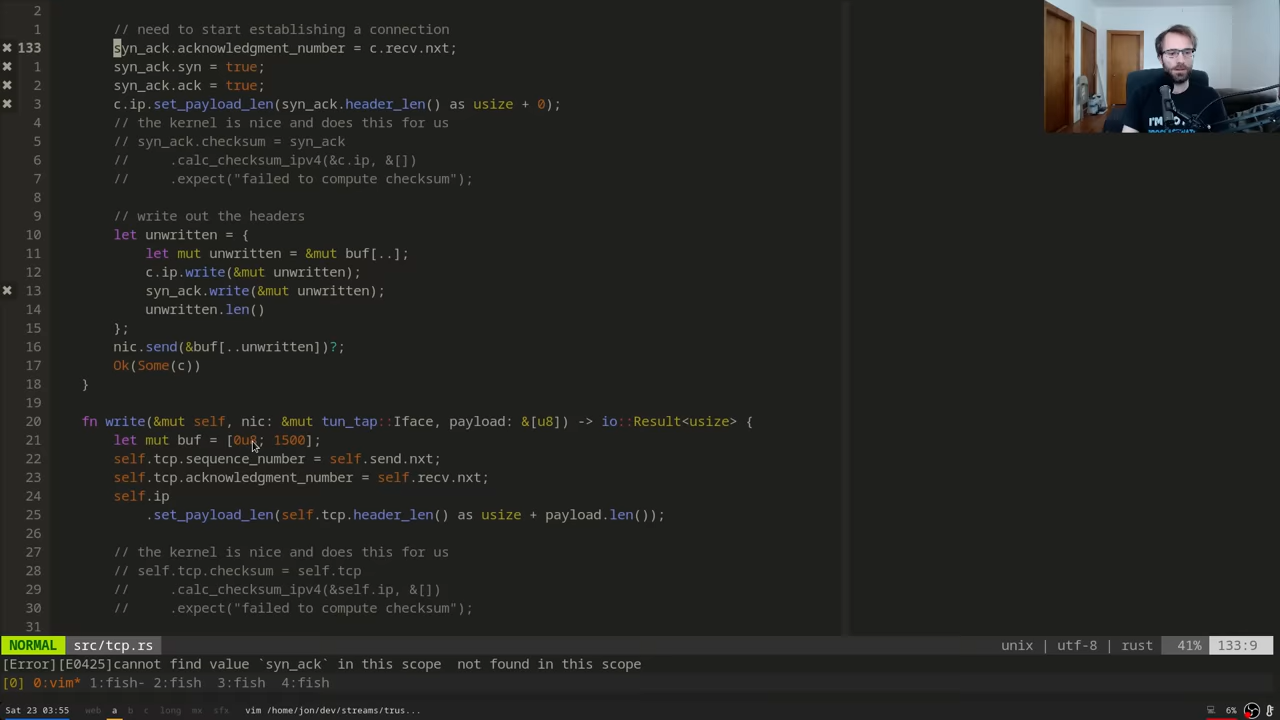 2
1 // need to start establishing a connection
✖ 133 syn_ack.acknowledgment_number = c.recv.nxt;
✖ 1 syn_ack.syn = true;
✖ 2 syn_ack.ack = true;
✖ 3 c.ip.set_payload_len(syn_ack.header_len() as usize + 0);
4 // the kernel is nice and does this for us
5 // syn_ack.checksum = syn_ack
6 //     .calc_checksum_ipv4(&c.ip, &[])
7 //     .expect("failed to compute checksum");
8
9 // write out the headers
10 let unwritten = {
11 let mut unwritten = &mut buf[..];
12 c.ip.write(&mut unwritten);
✖ 13 syn_ack.write(&mut unwritten);
14 unwritten.len()
15 };
16 nic.send(&buf[..unwritten])?;
17 Ok(Some(c))
18 }
19
20 fn write(&mut self, nic: &mut tun_tap::Iface, payload: &[u8]) -> io::Result<usize> {
21 let mut buf = [0u8; 1500];
22 self.tcp.sequence_number = self.send.nxt;
23 self.tcp.acknowledgment_number = self.recv.nxt;
24 self.ip
25 .set_payload_len(self.tcp.header_len() as usize + payload.len());
26
27 // the kernel is nice and does this for us
28 // self.tcp.checksum = self.tcp
29 //     .calc_checksum_ipv4(&self.ip, &[])
30 //     .expect("failed to compute checksum");
31
NORMAL src/tcp.rs unix | utf-8 | rust 41% 133:9
[Error][E0425]cannot find value `syn_ack` in this scope  not found in this scope
[0] 0:vim* 1:fish- 2:fish  3:fish  4:fish
Sat 23 03:55 web a b c long mx sfx vim /home/jon/dev/streams/trus... 6%